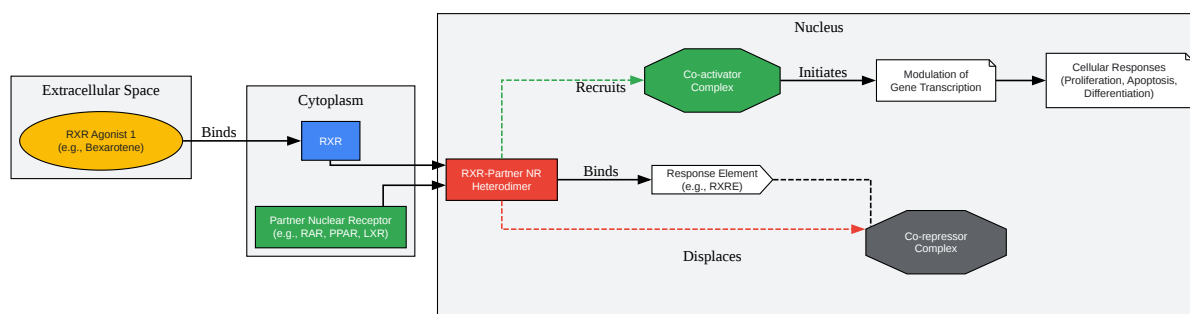 Extracellular Space
RXR Agonist 1
(e.g., Bexarotene)
Binds
Cytoplasm
RXR
Partner Nuclear Receptor
(e.g., RAR, PPAR, LXR)
Nucleus
RXR-Partner NR
Heterodimer
Recruits
Co-activator
Complex
Initiates
Modulation of
Gene Transcription
Cellular Responses
(Proliferation, Apoptosis,
Differentiation)
Binds
Response Element
(e.g., RXRE)
Displaces
Co-repressor
Complex